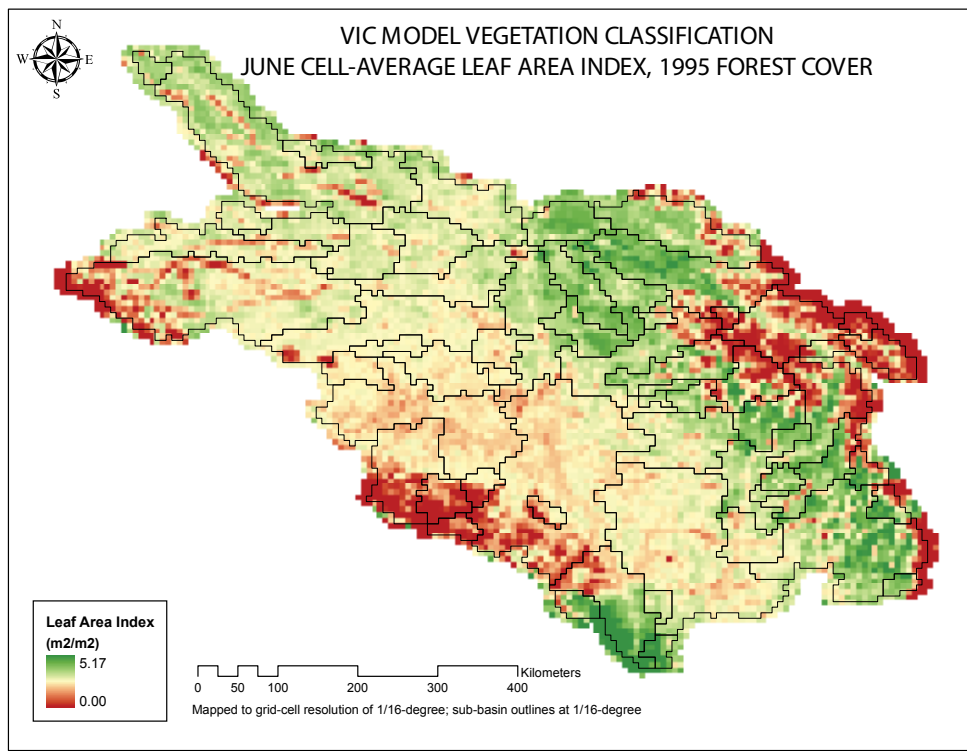 VIC MODEL VEGETATION CLASSIFICATION
JUNE CELL-AVERAGE LEAF AREA INDEX, 1995 FOREST COVER
N
W E
S
Leaf Area Index
(m2/m2)
5.17
0.00
Kilometers
0 50 100 200 300 400
Mapped to grid-cell resolution of 1/16-degree; sub-basin outlines at 1/16-degree